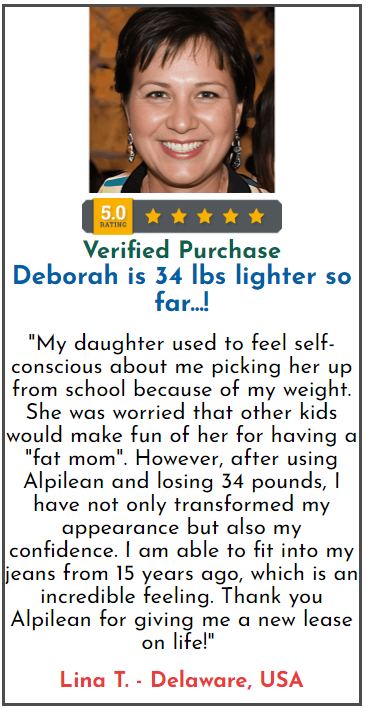 5.0
RATING
Verified Purchase
Deborah is 34 lbs lighter so
far...!
"My daughter used to feel self-
conscious about me picking her up
from school because of my weight.
She was worried that other kids
would make fun of her for having a
"fat mom". However, after using
Alpilean and losing 34 pounds, I
have not only transformed my
appearance but also my
confidence. I am able to fit into my
jeans from 15 years ago, which is an
incredible feeling. Thank you
Alpilean for giving me a new lease
on life!"
Lina T. - Delaware, USA